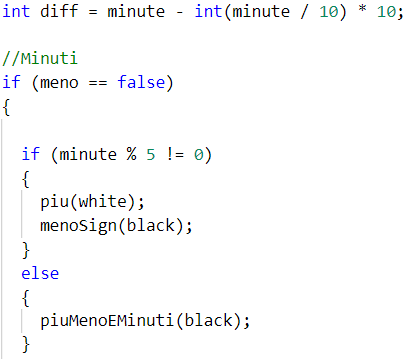 int diff = minute - int(minute / 10) * 10;
//Minuti
if (meno == false)
{
if (minute % 5 != 0)
{
piu(white);
menoSign(black);
}
else
{
piuMenoEMinuti(black);
}